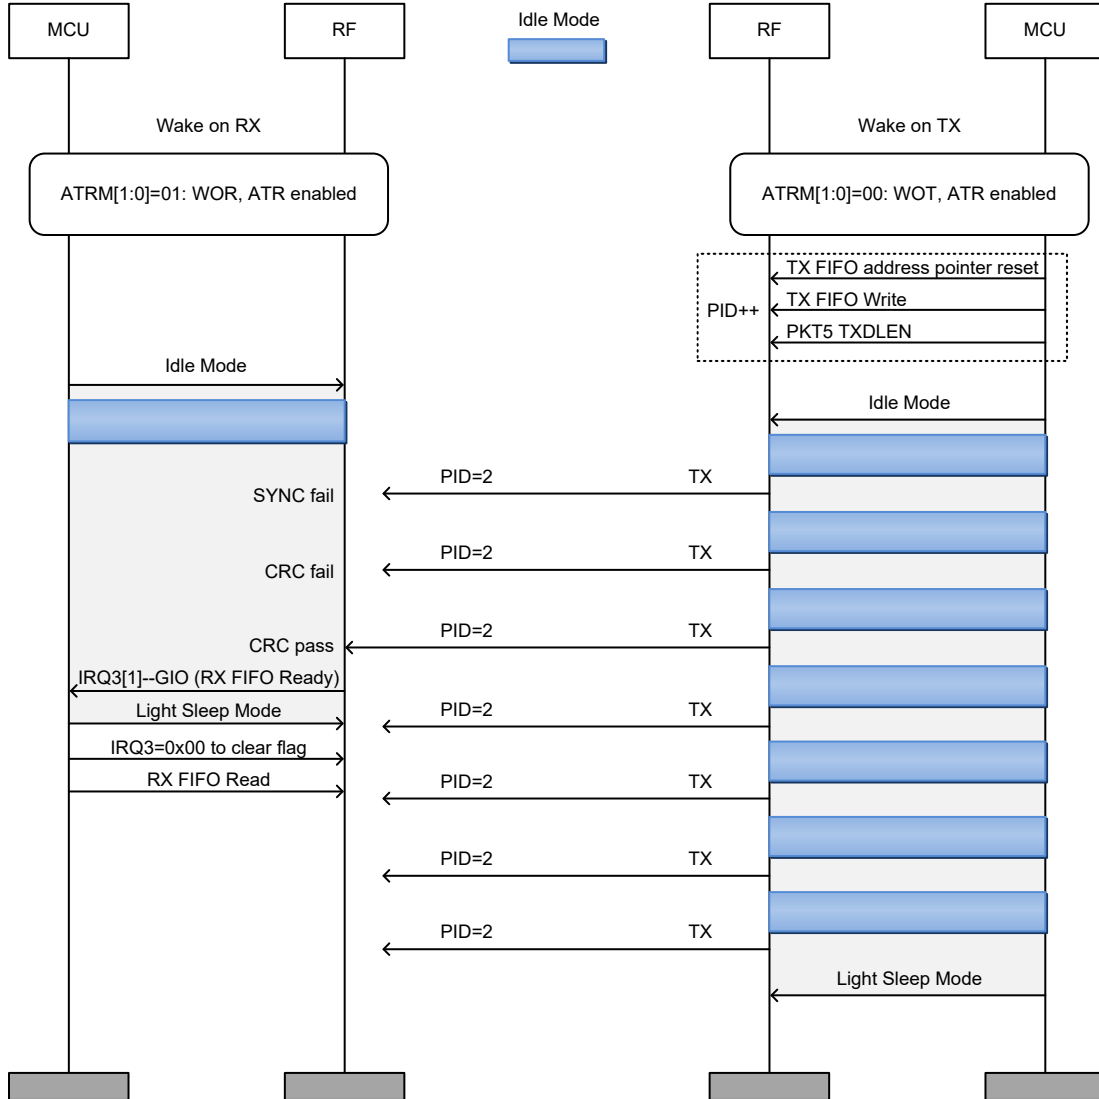 MCU
RF
Idle Mode
RF
MCU
Wake on RX
Wake on TX
ATRM[1:0]=01: WOR, ATR enabled
ATRM[1:0]=00: WOT, ATR enabled
TX FIFO address pointer reset
TX FIFO Write
PID++
PKT5 TXDLEN
Idle Mode
Idle Mode
PID=2
TX
SYNC fail
PID=2
TX
CRC fail
PID=2
TX
CRC pass
IRQ3[1]--GIO (RX FIFO Ready)
Light Sleep Mode
PID=2
TX
IRQ3=0x00 to clear flag
RX FIFO Read
PID=2
TX
PID=2
TX
PID=2
TX
Light Sleep Mode